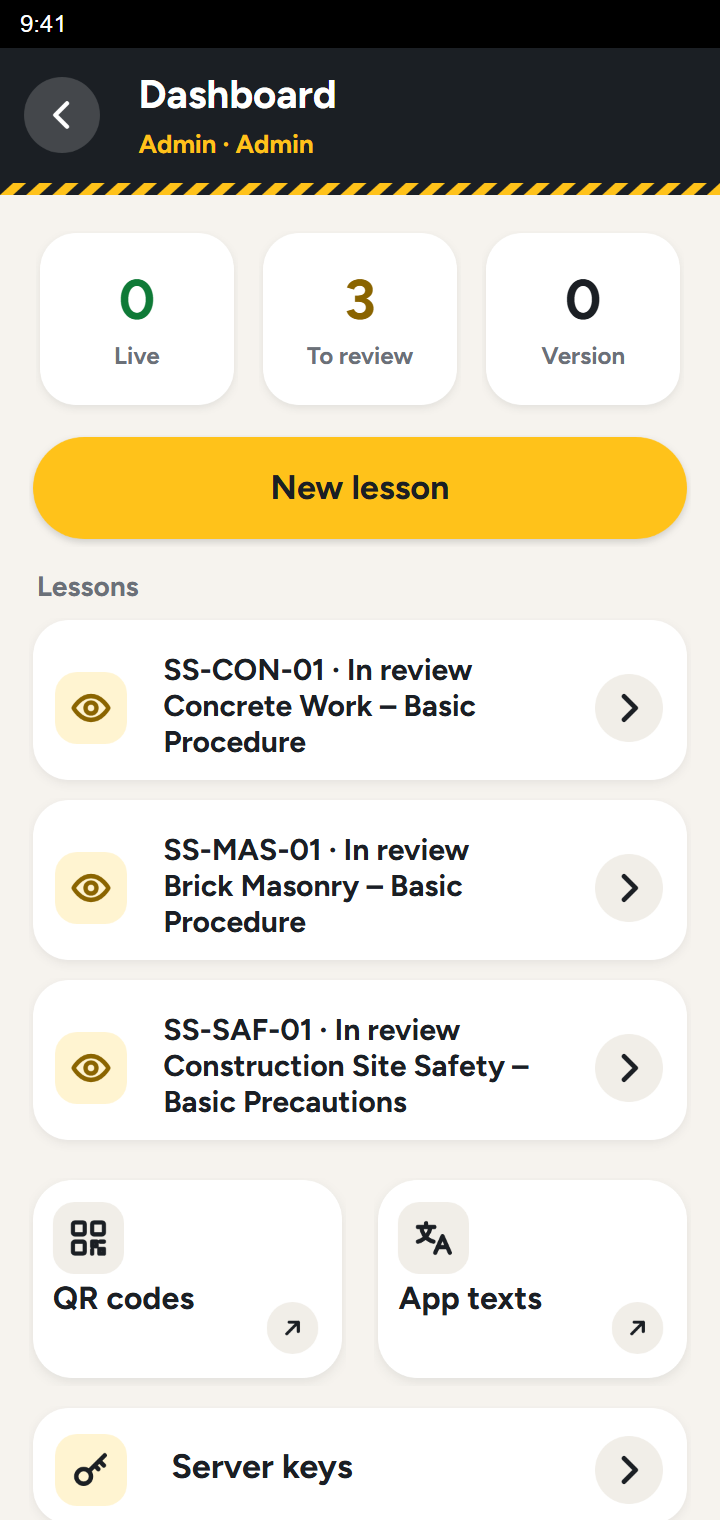 9:41
Dashboard
Admin · Admin
0
Live
3
To review
0
Version
New lesson
Lessons
SS-CON-01 · In review
Concrete Work – Basic
Procedure
SS-MAS-01 · In review
Brick Masonry – Basic
Procedure
SS-SAF-01 · In review
Construction Site Safety –
Basic Precautions
QR codes
App texts
Server keys